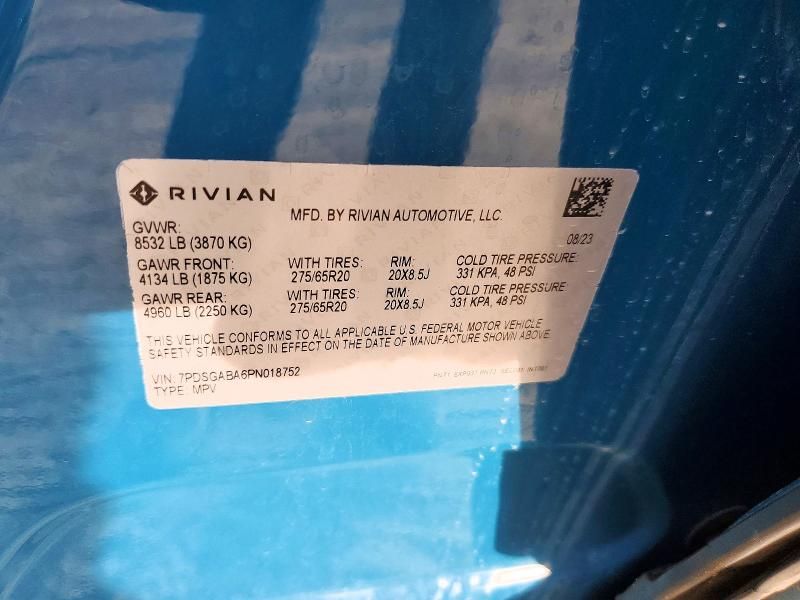 RIVIAN
MFD. BY RIVIAN AUTOMOTIVE, LLC.
08/23
GVWR:
8532 LB (3870 KG)
GAWR FRONT: WITH TIRES: RIM: COLD TIRE PRESSURE:
4134 LB (1875 KG) 275/65R20 20X8.5J 331 KPA, 48 PSI
GAWR REAR: WITH TIRES: RIM: COLD TIRE PRESSURE:
4960 LB (2250 KG) 275/65R20 20X8.5J 331 KPA, 48 PSI
THIS VEHICLE CONFORMS TO ALL APPLICABLE U.S. FEDERAL MOTOR VEHICLE
SAFETY STANDARDS IN EFFECT ON THE DATE OF MANUFACTURE SHOWN ABOVE.
VIN: 7PDSGABA6PN018752
TYPE: MPV